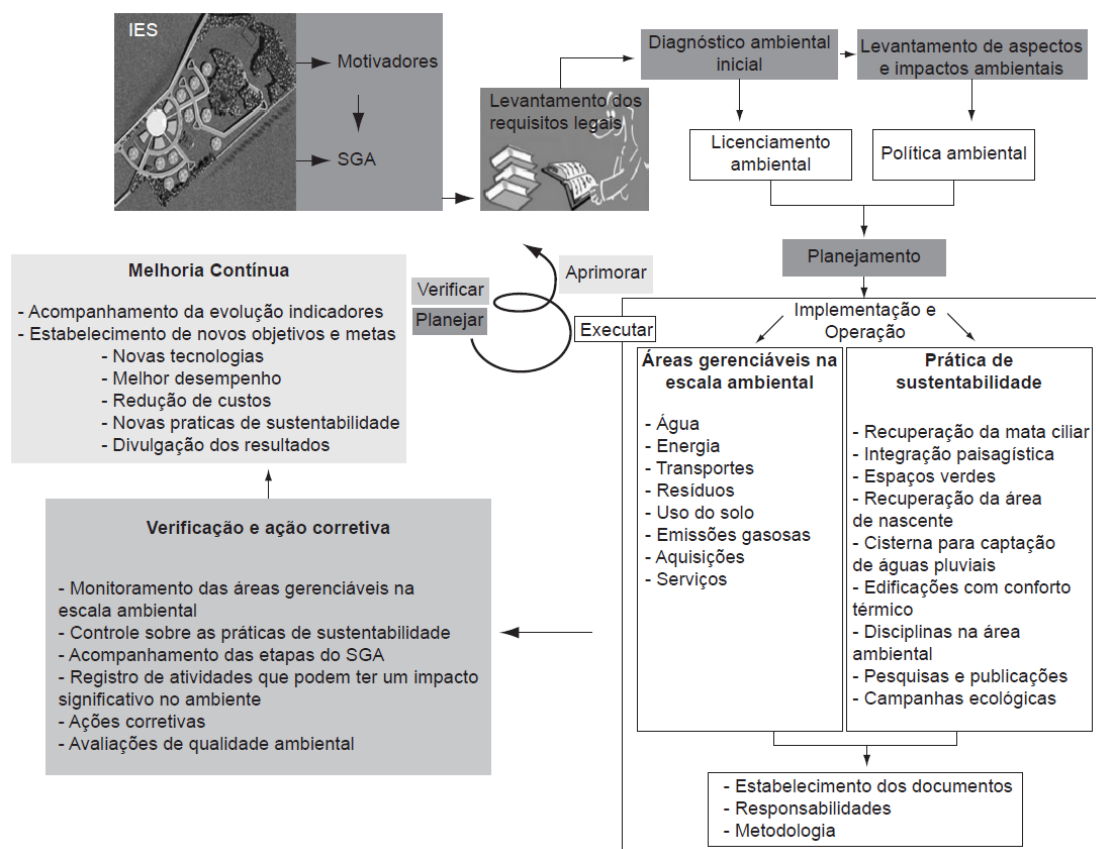 IES
Motivadores
SGA
Levantamento dos
requisitos legais
Diagnóstico ambiental
inicial
Levantamento de aspectos
e impactos ambientais
Licenciamento
ambiental
Política ambiental
Planejamento
Implementação e
Operação
Áreas gerenciáveis na
escala ambiental
- Água
- Energia
- Transportes
- Resíduos
- Uso do solo
- Emissões gasosas
- Aquisições
- Serviços
Prática de
sustentabilidade
- Recuperação da mata ciliar
- Integração paisagística
- Espaços verdes
- Recuperação da área
de nascente
- Cisterna para captação
de águas pluviais
- Edificações com conforto
térmico
- Disciplinas na área
ambiental
- Pesquisas e publicações
- Campanhas ecológicas
- Estabelecimento dos documentos
- Responsabilidades
- Metodologia
Verificação e ação corretiva
- Monitoramento das áreas gerenciáveis na
escala ambiental
- Controle sobre as práticas de sustentabilidade
- Acompanhamento das etapas do SGA
- Registro de atividades que podem ter um impacto
significativo no ambiente
- Ações corretivas
- Avaliações de qualidade ambiental
Melhoria Contínua
- Acompanhamento da evolução indicadores
- Estabelecimento de novos objetivos e metas
- Novas tecnologias
- Melhor desempenho
- Redução de custos
- Novas praticas de sustentabilidade
- Divulgação dos resultados
Verificar
Planejar
Aprimorar
Executar